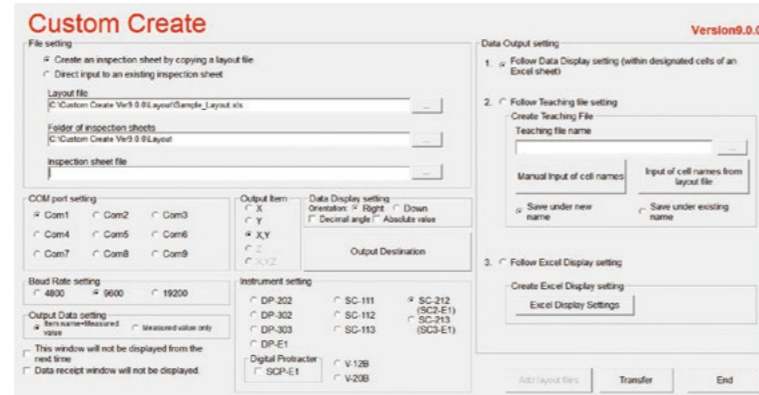 Custom Create
Version9.0.0
File setting
Create an inspection sheet by copying a layout file
Direct input to an existing inspection sheet
Layout file
C:\Custom Create Ver9.0.0\Layout\Sample_Layout.xls
...
Folder of inspection sheets
C:\Custom Create Ver9.0.0\Layout
...
Inspection sheet file
...
COM port setting
Com1 Com2 Com3
Com4 Com5 Com6
Com7 Com8 Com9
Output Item
X
Y
X,Y
Z
X,Y,Z
Data Display setting
Orientation: Right Down
Decimal angle Absolute value
Output Destination
Baud Rate setting
4800 9600 19200
Output Data setting
Item name+Measured value
Measured value only
This window will not be displayed from the
next time
Data receipt window will not be displayed.
Instrument setting
DP-202 SC-111 SC-212
(SC2-E1)
DP-302 SC-112 SC-213
(SC3-E1)
DP-303 SC-113
DP-E1
Digital Protracter
SCP-E1
V-12B
V-20B
Data Output setting
1. Follow Data Display setting (within designated cells of an
Excel sheet)
2. Follow Teaching file setting
Create Teaching File
Teaching file name
...
Manual Input of cell names
Input of cell names from
layout file
Save under new
name
Save under existing
name
3. Follow Excel Display setting
Create Excel Display setting
Excel Display Settings
Add layout files Transfer End